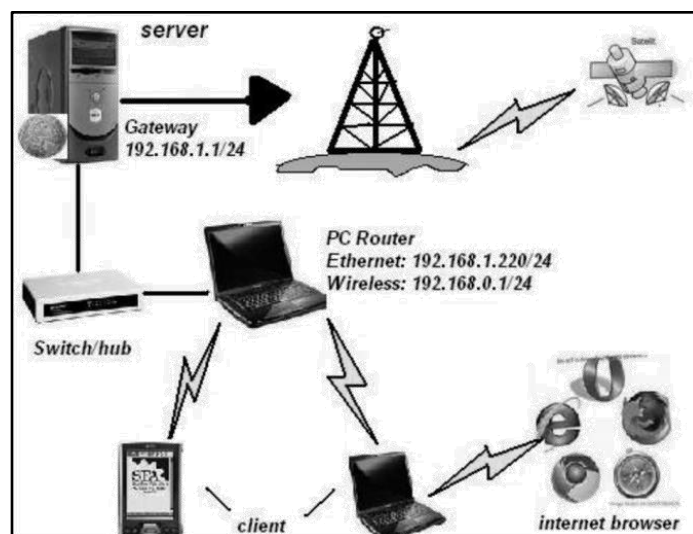 server
Satelit
Gateway
192.168.1.1/24
PC Router
Ethernet: 192.168.1.220/24
Wireless: 192.168.0.1/24
Switch/hub
client
internet browser